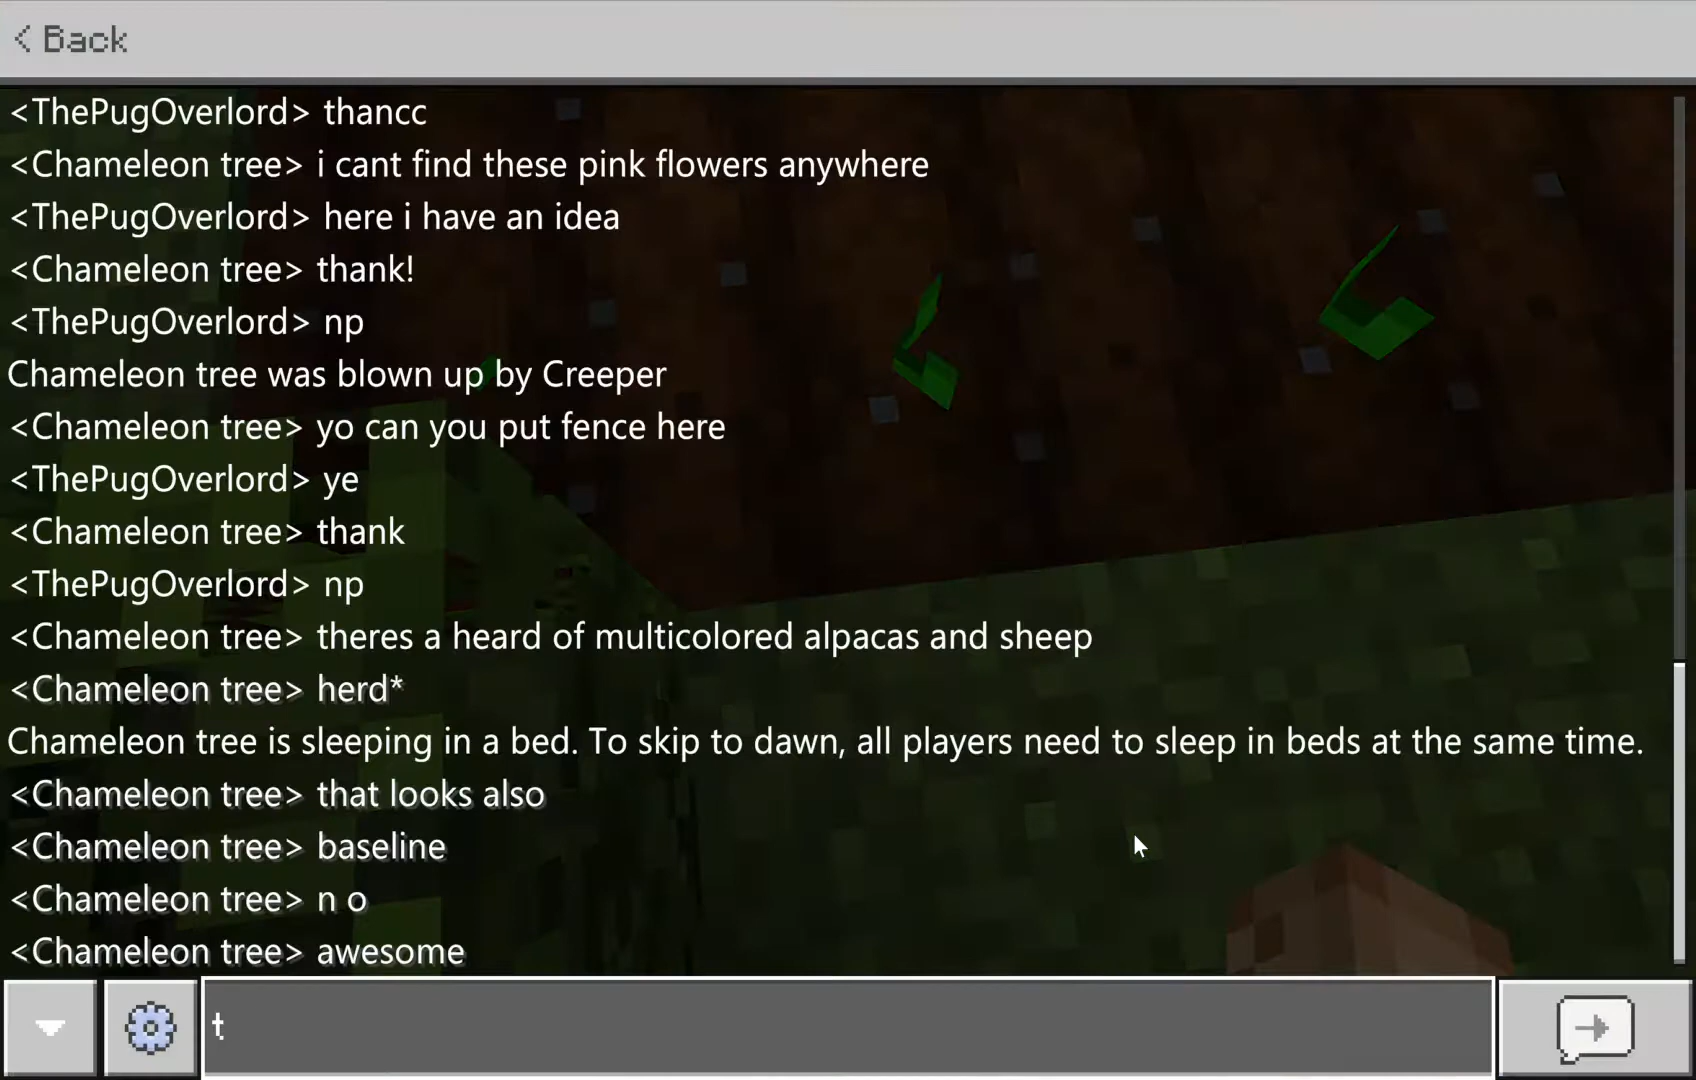 < Back
<ThePugOverlord> thancc
<Chameleon tree> i cant find these pink flowers anywhere
<ThePugOverlord> here i have an idea
<Chameleon tree> thank!
<ThePugOverlord> np
Chameleon tree was blown up by Creeper
<Chameleon tree> yo can you put fence here
<ThePugOverlord> ye
<Chameleon tree> thank
<ThePugOverlord> np
<Chameleon tree> theres a heard of multicolored alpacas and sheep
<Chameleon tree> herd*
Chameleon tree is sleeping in a bed. To skip to dawn, all players need to sleep in beds at the same time.
<Chameleon tree> that looks also
<Chameleon tree> baseline
<Chameleon tree> n o
<Chameleon tree> awesome
t